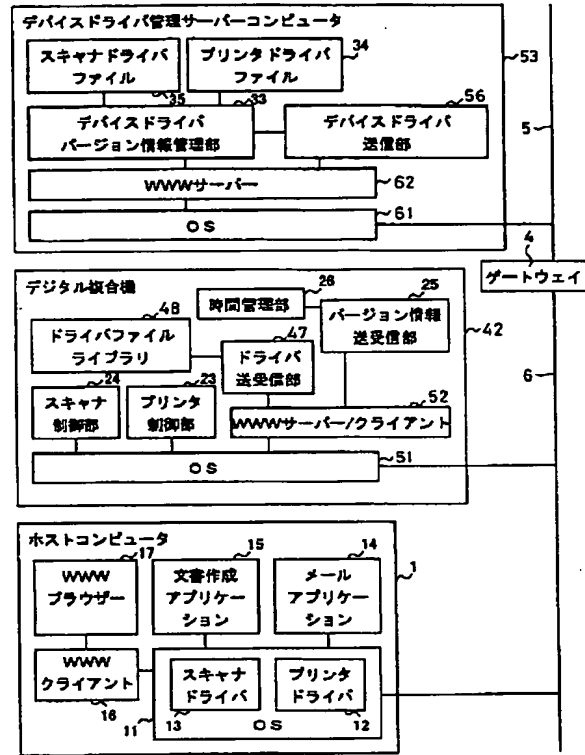 デバイスドライバ管理サーバーコンピュータ
スキャナドライバ
ファイル
35
プリンタドライバ
ファイル
34
53
33
デバイスドライバ
バージョン情報管理部
56
デバイスドライバ
送信部
5
WWWサーバー
62
OS
61
4
ゲートウェイ
デジタル複合機
26
時間管理部
25
バージョン情報
送受信部
42
48
ドライバファイル
ライブラリ
47
ドライバ
送受信部
6
24
スキャナ
制御部
23
プリンタ
制御部
52
WWWサーバー/クライアント
OS
51
ホストコンピュータ
17
WWW
ブラウザー
15
文書作成
アプリケー
ション
14
メール
アプリケー
ション
1
WWW
クライアント
16
スキャナ
ドライバ
13
プリンタ
ドライバ
12
11
OS